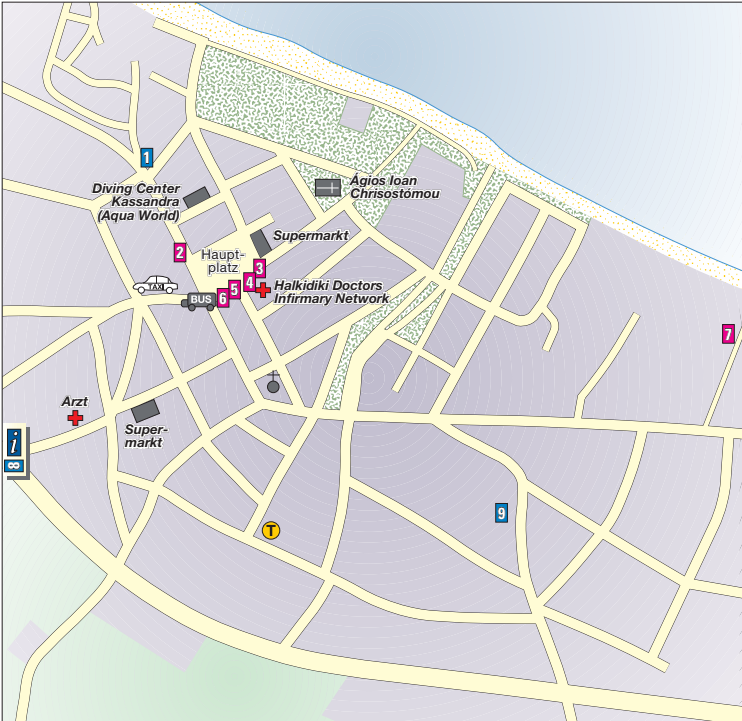 1
Diving Center
Kassandra
(Aqua World)
Ágios Ioan
Chrisostómou
Supermarkt
2
Haupt-
platz
3
4
5
6
Halkidiki Doctors
Infirmary Network
TAXI
BUS
7
Arzt
Super-
markt
i
8
9
T